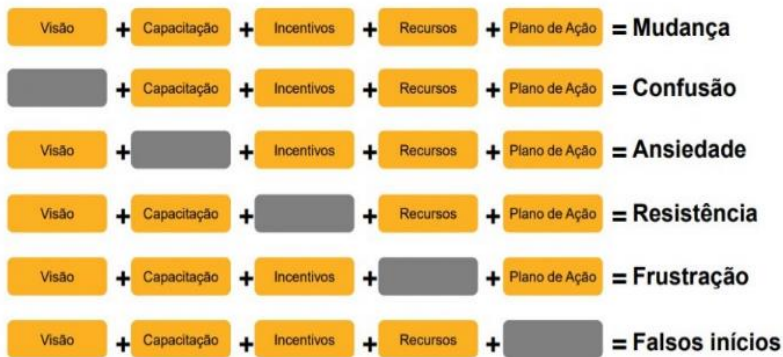 Visão + Capacitação + Incentivos + Recursos + Plano de Ação = Mudança
+ Capacitação + Incentivos + Recursos + Plano de Ação = Confusão
Visão + + Incentivos + Recursos + Plano de Ação = Ansiedade
Visão + Capacitação + + Recursos + Plano de Ação = Resistência
Visão + Capacitação + Incentivos + + Plano de Ação = Frustração
Visão + Capacitação + Incentivos + Recursos + = Falsos inícios